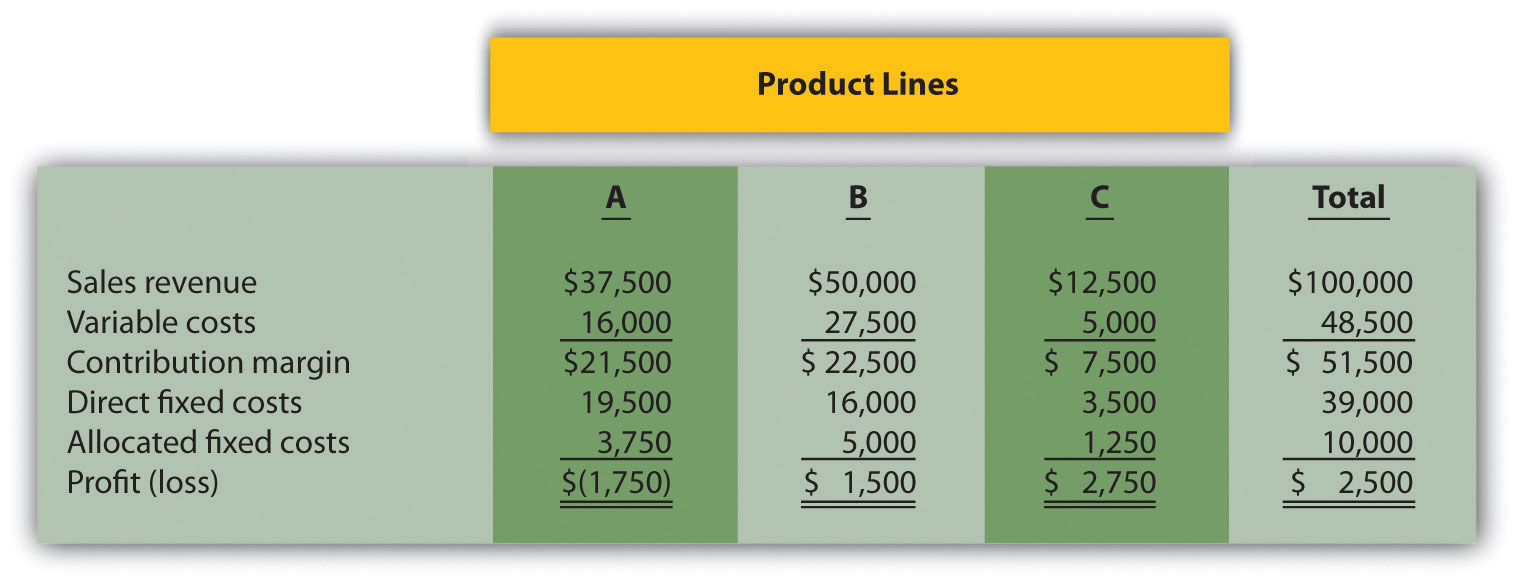 Product Lines
A B C Total
Sales revenue $37,500 $50,000 $12,500 $100,000
Variable costs 16,000 27,500 5,000 48,500
Contribution margin $21,500 $ 22,500 $ 7,500 $ 51,500
Direct fixed costs 19,500 16,000 3,500 39,000
Allocated fixed costs 3,750 5,000 1,250 10,000
Profit (loss) $(1,750) $ 1,500 $ 2,750 $ 2,500